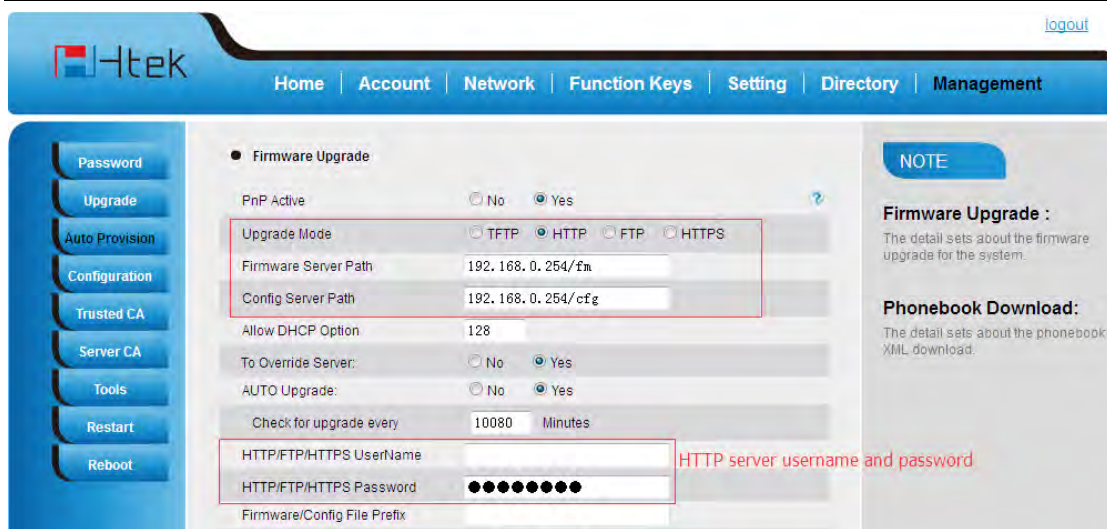 logout
Htek
Home | Account | Network | Function Keys | Setting | Directory | Management
Password
Upgrade
Auto Provision
Configuration
Trusted CA
Server CA
Tools
Restart
Reboot
Firmware Upgrade
PnP Active No Yes ?
Upgrade Mode TFTP HTTP FTP HTTPS
Firmware Server Path 192.168.0.254/fm
Config Server Path 192.168.0.254/cfg
Allow DHCP Option 128
To Override Server: No Yes
AUTO Upgrade: No Yes
Check for upgrade every 10080 Minutes
HTTP/FTP/HTTPS UserName
HTTP server username and password
HTTP/FTP/HTTPS Password ●●●●●●●●
Firmware/Config File Prefix
NOTE
Firmware Upgrade :
The detail sets about the firmware
upgrade for the system.
Phonebook Download:
The detail sets about the phonebook
XML download.